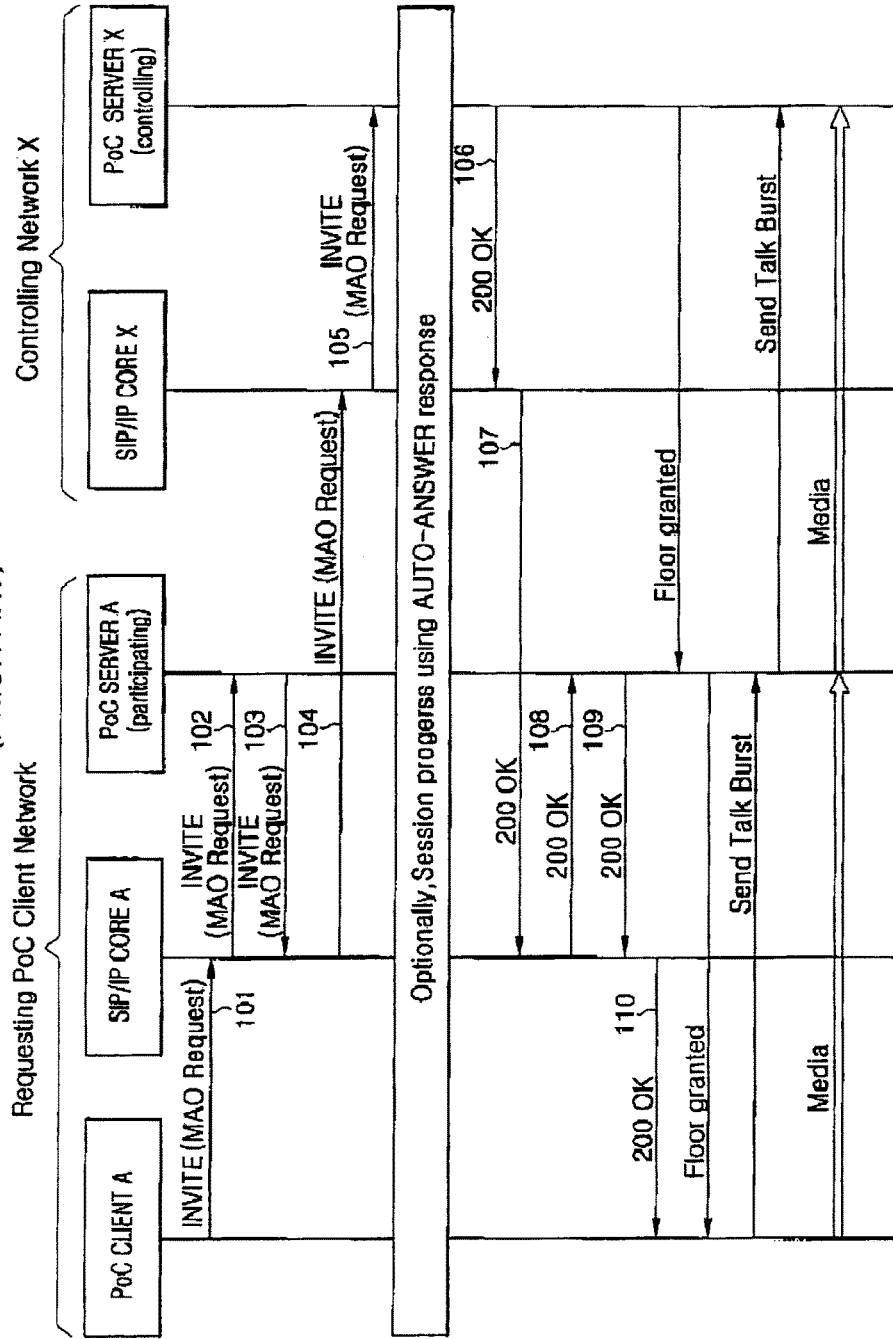 Requesting PoC Client Network
Controlling Network X
PoC CLIENT A
SIP/IP CORE A
PoC SERVER A
(participating)
SIP/IP CORE X
PoC SERVER X
(controlling)
INVITE (MAO Request)
101
INVITE
(MAO Request)
102
INVITE
(MAO Request)
103
104
INVITE (MAO Request)
105
INVITE
(MAO Request)
Optionally,Session progerss using AUTO-ANSWER response
200 OK
106
200 OK
107
200 OK
108
200 OK
109
200 OK
110
Floor granted
Floor granted
Send Talk Burst
Send Talk Burst
Media
Media